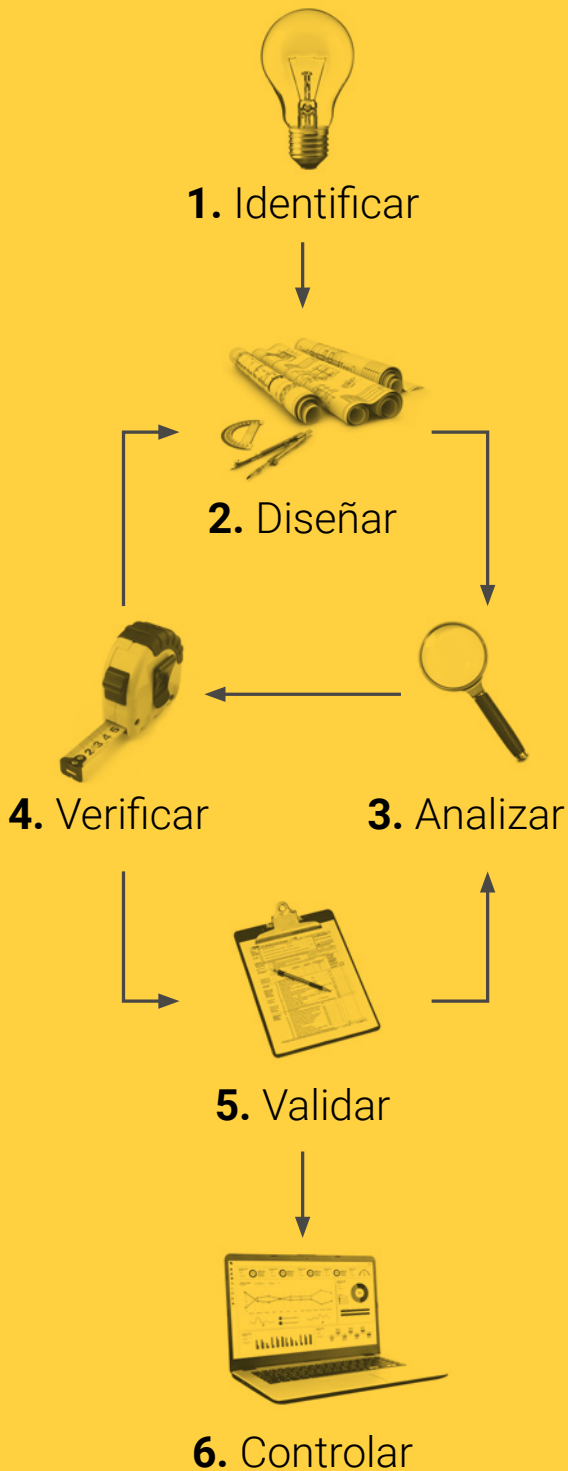 1. Identificar
2. Diseñar
4. Verificar
3. Analizar
5. Validar
6. Controlar